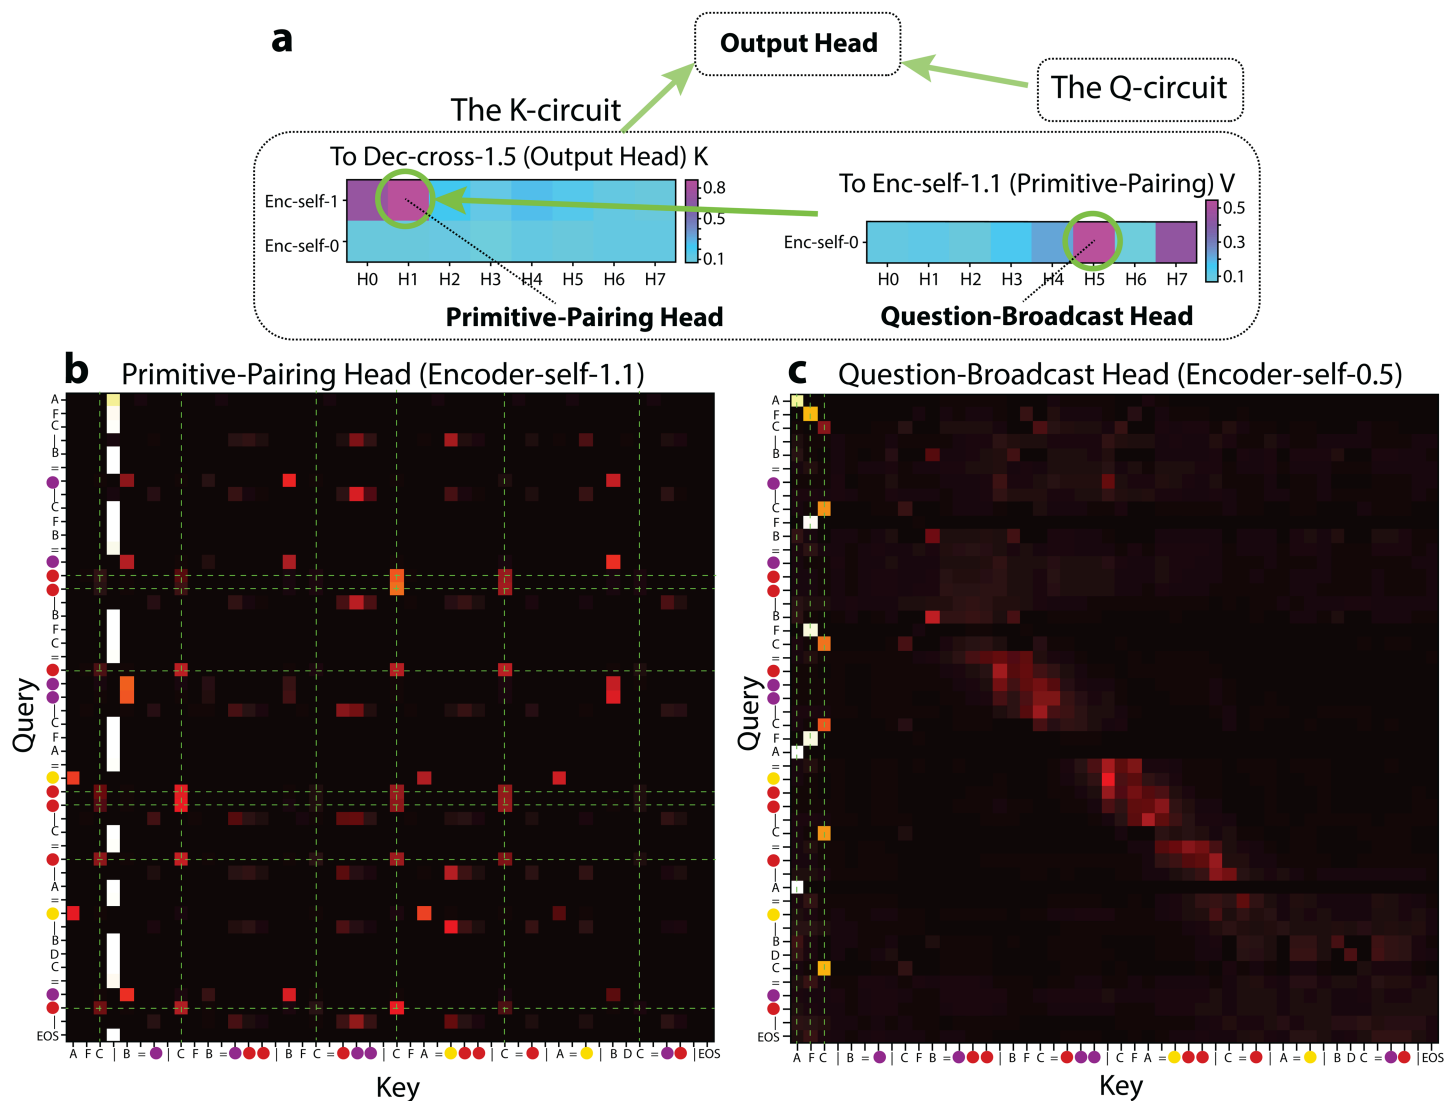 a
Output Head
The Q-circuit
The K-circuit
To Dec-cross-1.5 (Output Head) K
Enc-self-1
Enc-self-0
H0 H1 H2 H3 H4 H5 H6 H7
0.8
0.5
0.1
Primitive-Pairing Head
To Enc-self-1.1 (Primitive-Pairing) V
Enc-self-0
H0 H1 H2 H3 H4 H5 H6 H7
0.5
0.3
0.1
Question-Broadcast Head
b Primitive-Pairing Head (Encoder-self-1.1)
Query
A
F
C
|
B
=
|
C
F
B
=
|
B
F
C
=
|
C
F
A
=
|
C
=
|
A
=
|
B
D
C
=
|
EOS
A F C | B = | C F B = | B F C = | C F A = | C = | A = | B D C = | EOS
Key
c Question-Broadcast Head (Encoder-self-0.5)
Query
A
F
C
|
B
=
|
C
F
B
=
|
B
F
C
=
|
C
F
A
=
|
C
=
|
A
=
|
B
D
C
=
|
EOS
A F C | B = | C F B = | B F C = | C F A = | C = | A = | B D C = | EOS
Key